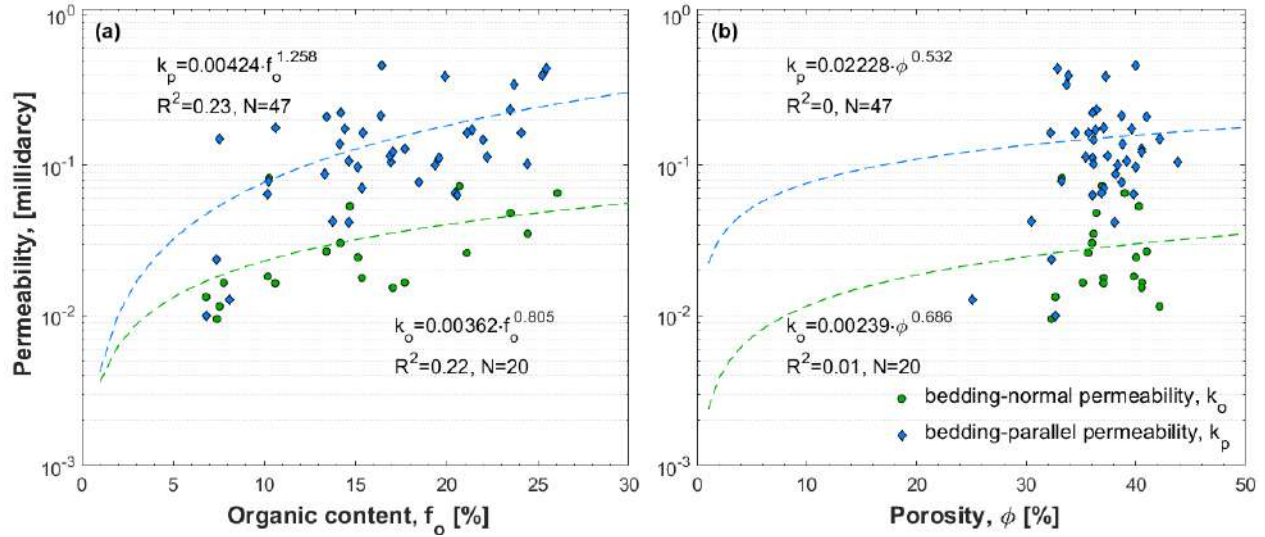 (a)
k_p=0.00424·f_o^1.258
R^2=0.23, N=47
k_o=0.00362·f_o^0.805
R^2=0.22, N=20
Permeability, [millidarcy]
10^0
10^-1
10^-2
10^-3
0 5 10 15 20 25 30
Organic content, f_o [%]
(b)
k_p=0.02228·ϕ^0.532
R^2=0, N=47
k_o=0.00239·ϕ^0.686
R^2=0.01, N=20
bedding-normal permeability, k_o
bedding-parallel permeability, k_p
10^0
10^-1
10^-2
10^-3
0 10 20 30 40 50
Porosity, ϕ [%]